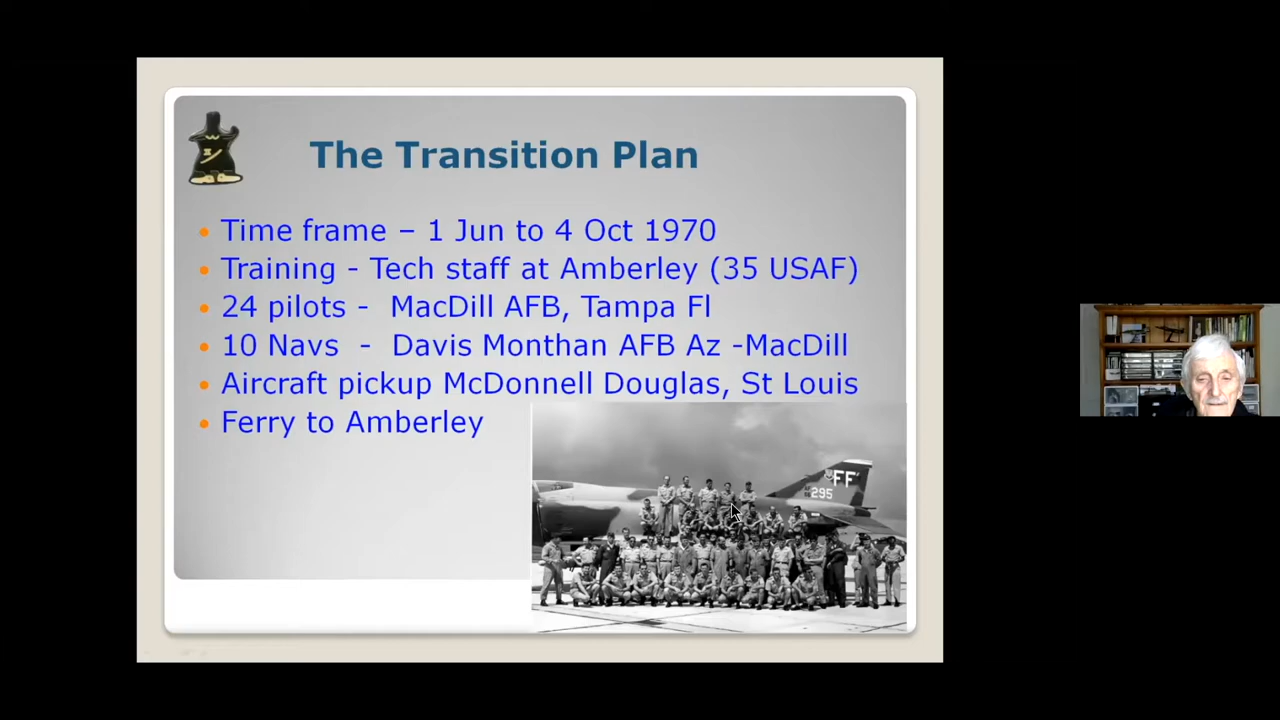 The Transition Plan
Time frame – 1 Jun to 4 Oct 1970
Training - Tech staff at Amberley (35 USAF)
24 pilots - MacDill AFB, Tampa Fl
10 Navs - Davis Monthan AFB Az -MacDill
Aircraft pickup McDonnell Douglas, St Louis
Ferry to Amberley
FF
295